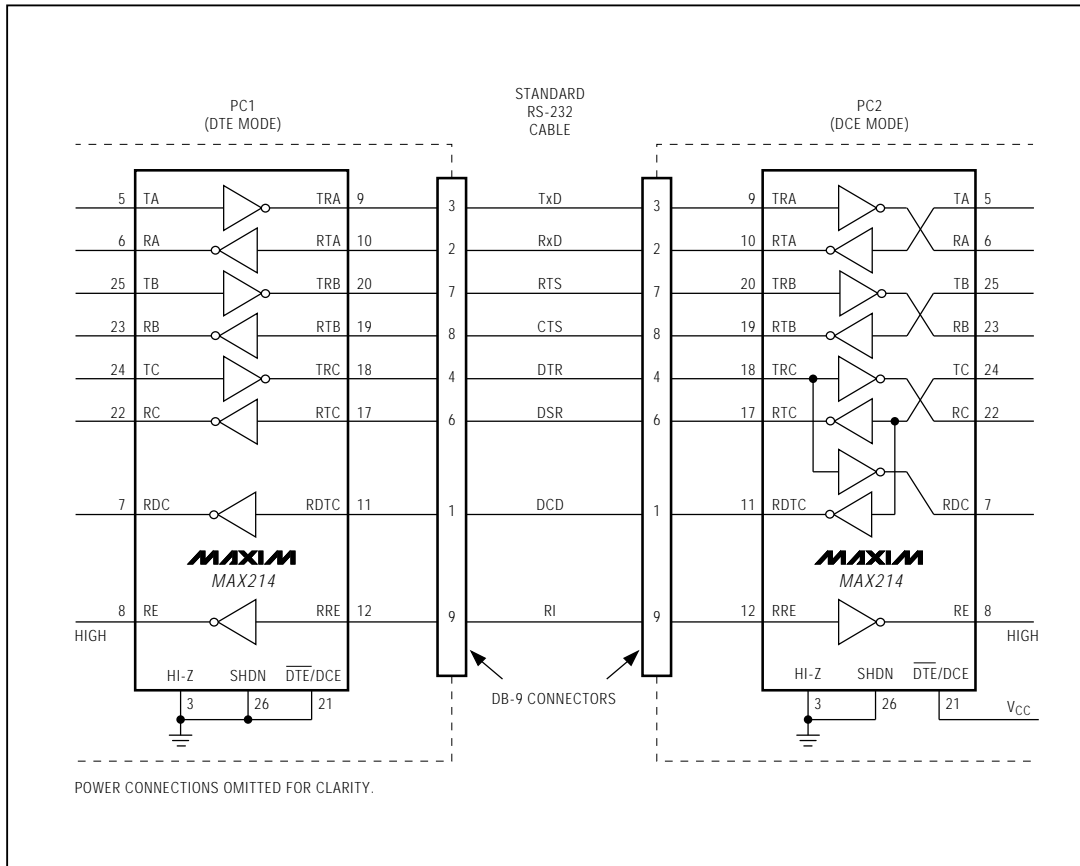 STANDARD
RS-232
CABLE
PC1
(DTE MODE)
PC2
(DCE MODE)
5 TA TRA 9 3 TxD 3 9 TRA TA 5
6 RA RTA 10 2 RxD 2 10 RTA RA 6
25 TB TRB 20 7 RTS 7 20 TRB TB 25
23 RB RTB 19 8 CTS 8 19 RTB RB 23
24 TC TRC 18 4 DTR 4 18 TRC TC 24
22 RC RTC 17 6 DSR 6 17 RTC RC 22
7 RDC RDTC 11 1 DCD 1 11 RDTC RDC 7
MAXIM MAXIM
MAX214 MAX214
8 RE RRE 12 9 RI 9 12 RRE RE 8
HIGH HIGH
HI-Z SHDN DTE/DCE HI-Z SHDN DTE/DCE
DB-9 CONNECTORS
3 26 21 3 26 21 VCC
POWER CONNECTIONS OMITTED FOR CLARITY.